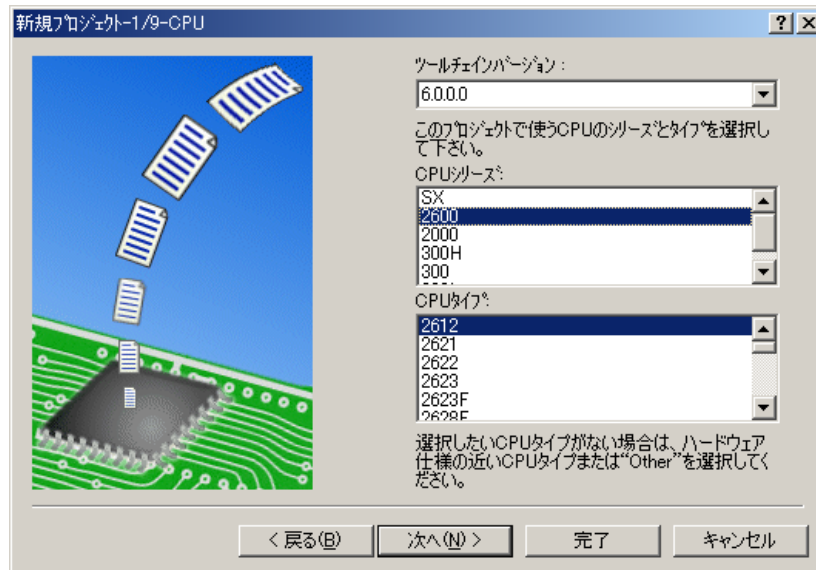 新規ﾌﾟﾛｼﾞｪｸﾄ-1/9-CPU
ﾂｰﾙﾁｪｲﾝﾊﾞｰｼﾞｮﾝ :
6.0.0.0
このﾌﾟﾛｼﾞｪｸﾄで使うCPUのｼﾘｰｽﾞとﾀｲﾌﾟを選択し
て下さい。
CPUｼﾘｰｽﾞ:
SX
2600
2000
300H
300
CPUﾀｲﾌﾟ:
2612
2621
2622
2623
2623F
2628F
選択したいCPUﾀｲﾌﾟがない場合は、ハードウェア
仕様の近いCPUﾀｲﾌﾟまたは“Other”を選択してく
ださい。
< 戻る(B)
次へ(N) >
完了
キャンセル